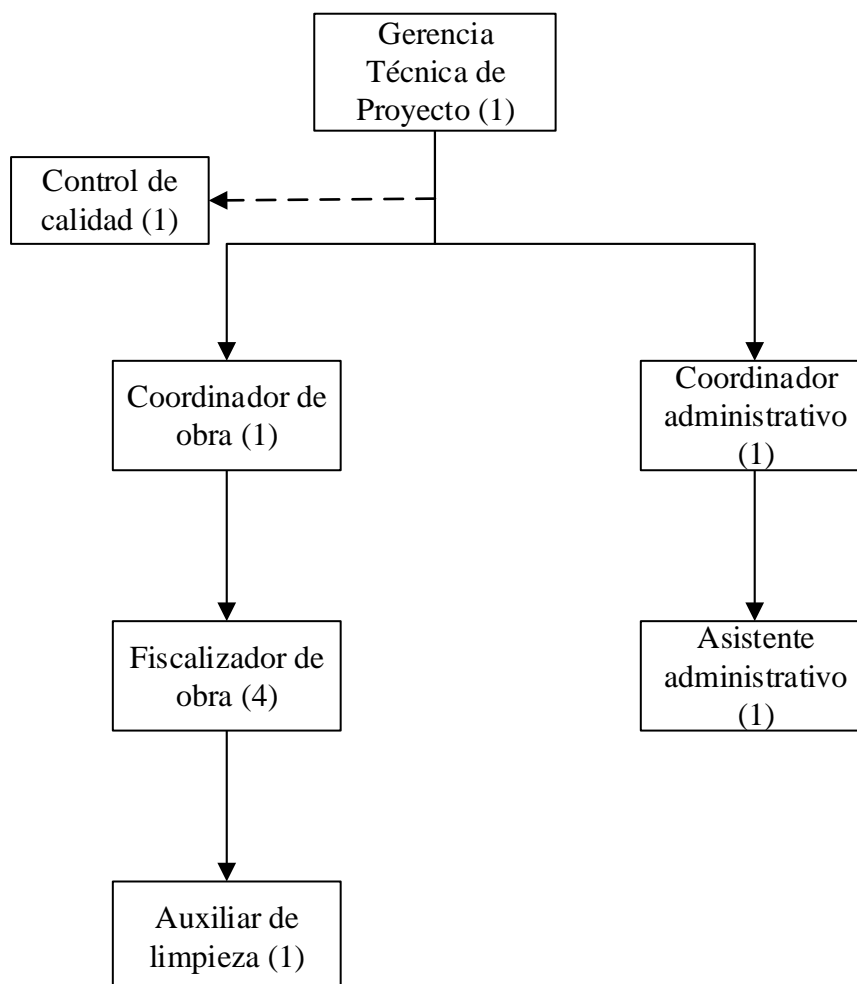 Gerencia
Técnica de
Proyecto (1)
Control de
calidad (1)
Coordinador de
obra (1)
Coordinador
administrativo
(1)
Fiscalizador de
obra (4)
Asistente
administrativo
(1)
Auxiliar de
limpieza (1)